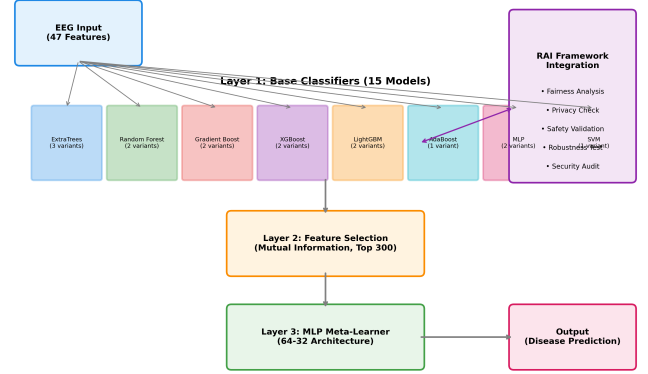 EEG Input
(47 Features)
RAI Framework
Integration
• Fairness Analysis
• Privacy Check
• Safety Validation
• Robustness Test
• Security Audit
Layer 1: Base Classifiers (15 Models)
ExtraTrees
(3 variants)
Random Forest
(2 variants)
Gradient Boost
(2 variants)
XGBoost
(2 variants)
LightGBM
(2 variants)
AdaBoost
(1 variant)
MLP
(2 variants)
SVM
(1 variant)
Layer 2: Feature Selection
(Mutual Information, Top 300)
Layer 3: MLP Meta-Learner
(64-32 Architecture)
Output
(Disease Prediction)